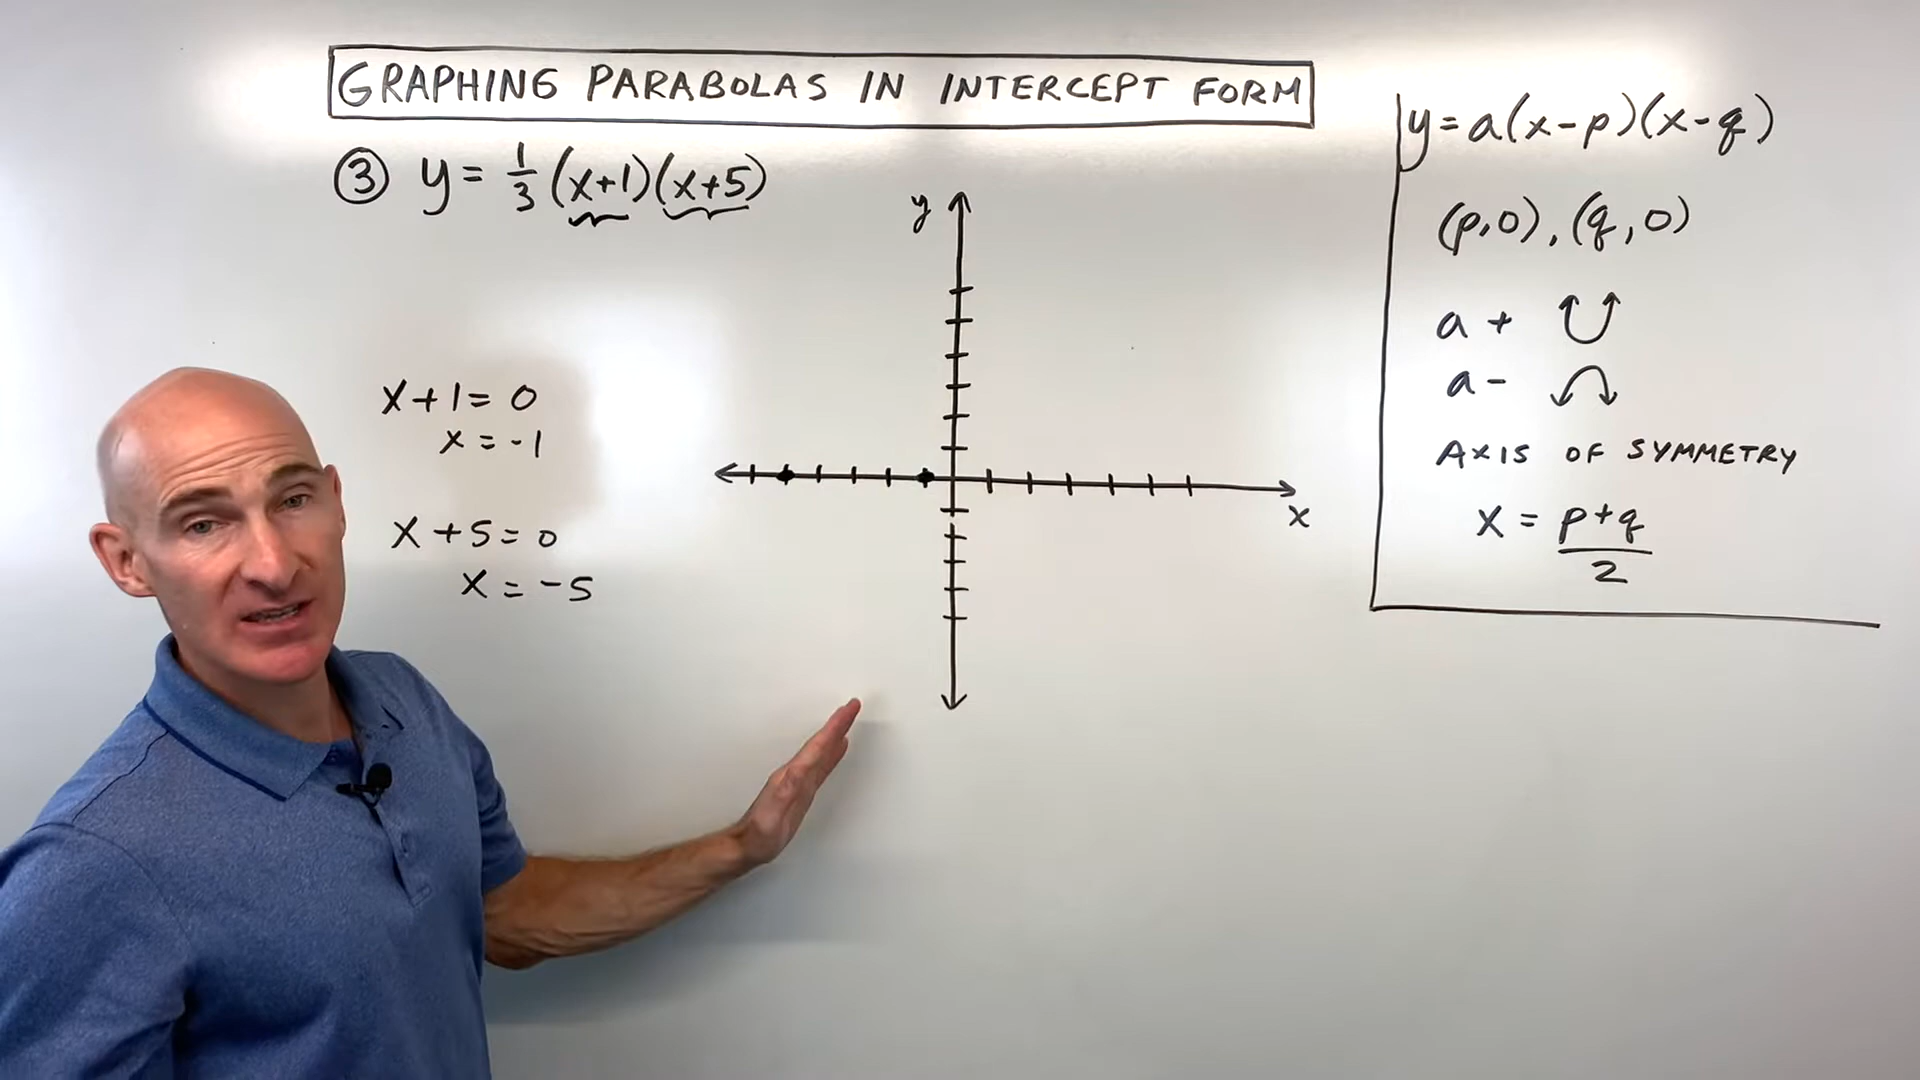 GRAPHING PARABOLAS IN INTERCEPT FORM
③ y = 1/3 (x+1)(x+5)
x+1=0
x=-1
x+5=0
x=-5
y
x
y=a(x-p)(x-q)
(p,0), (q,0)
a +
a -
AXIS OF SYMMETRY
x = p+q
2